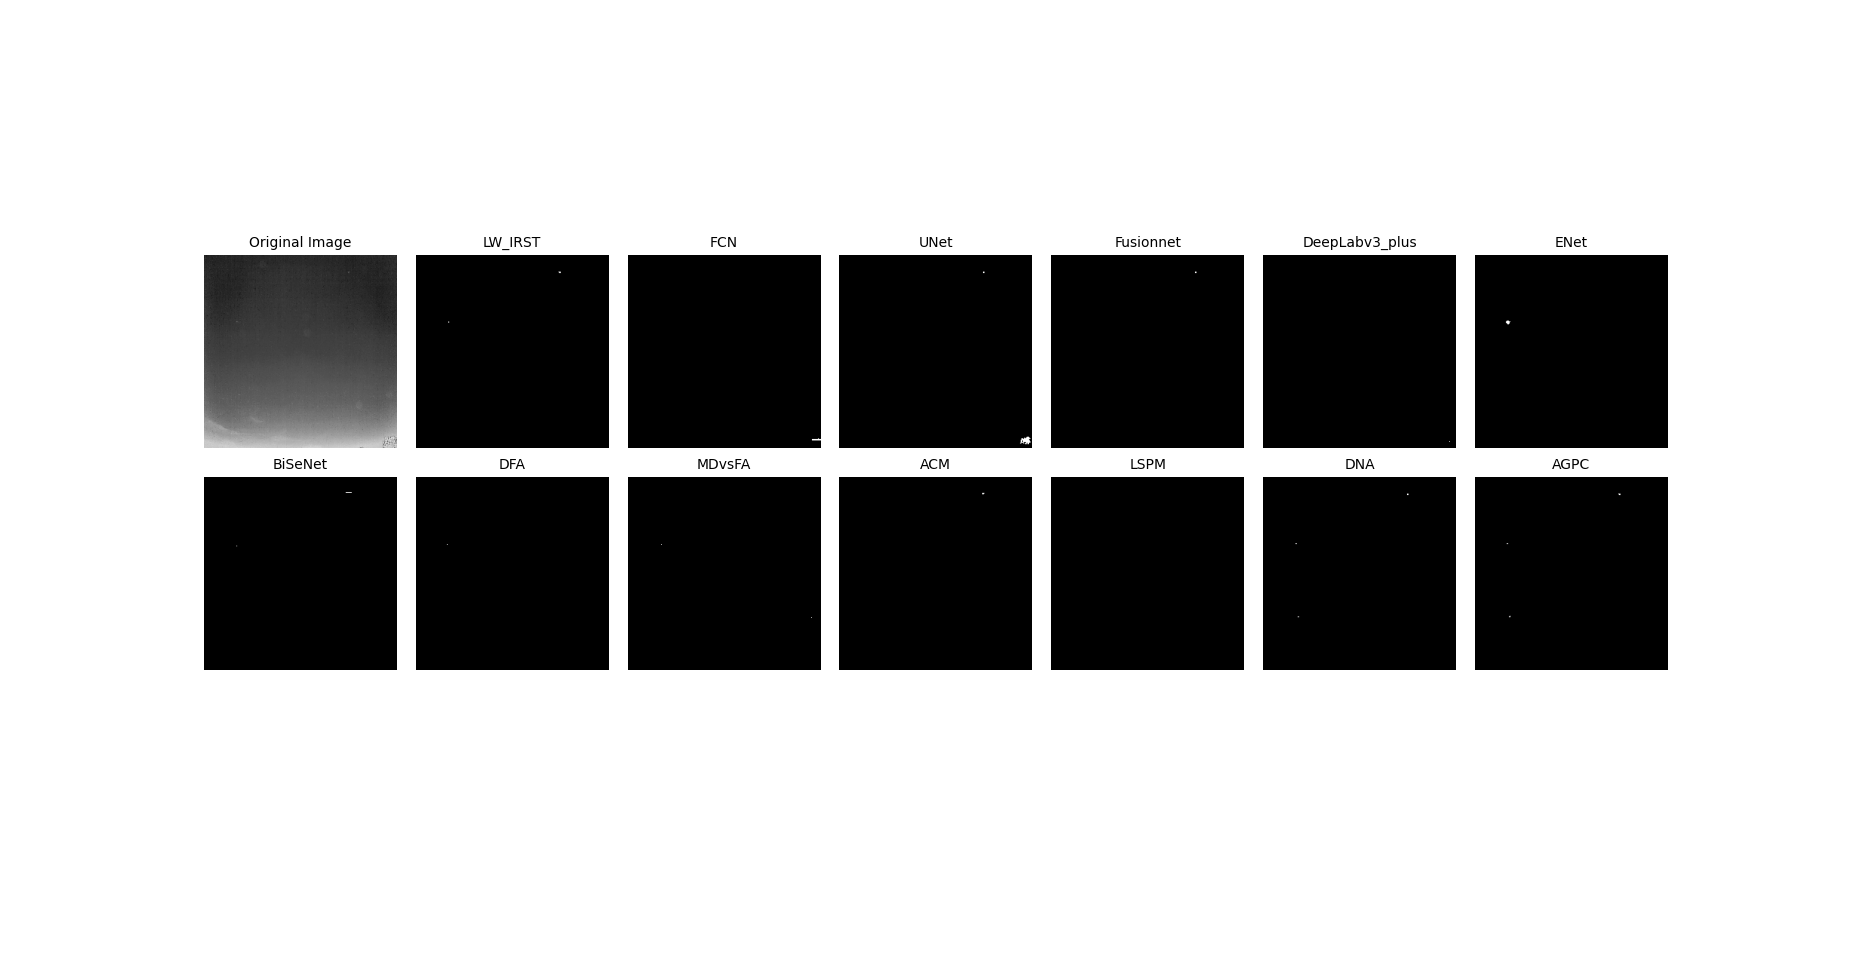 Original Image LW_IRST FCN UNet Fusionnet DeepLabv3_plus ENet
BiSeNet DFA MDvsFA ACM LSPM DNA AGPC